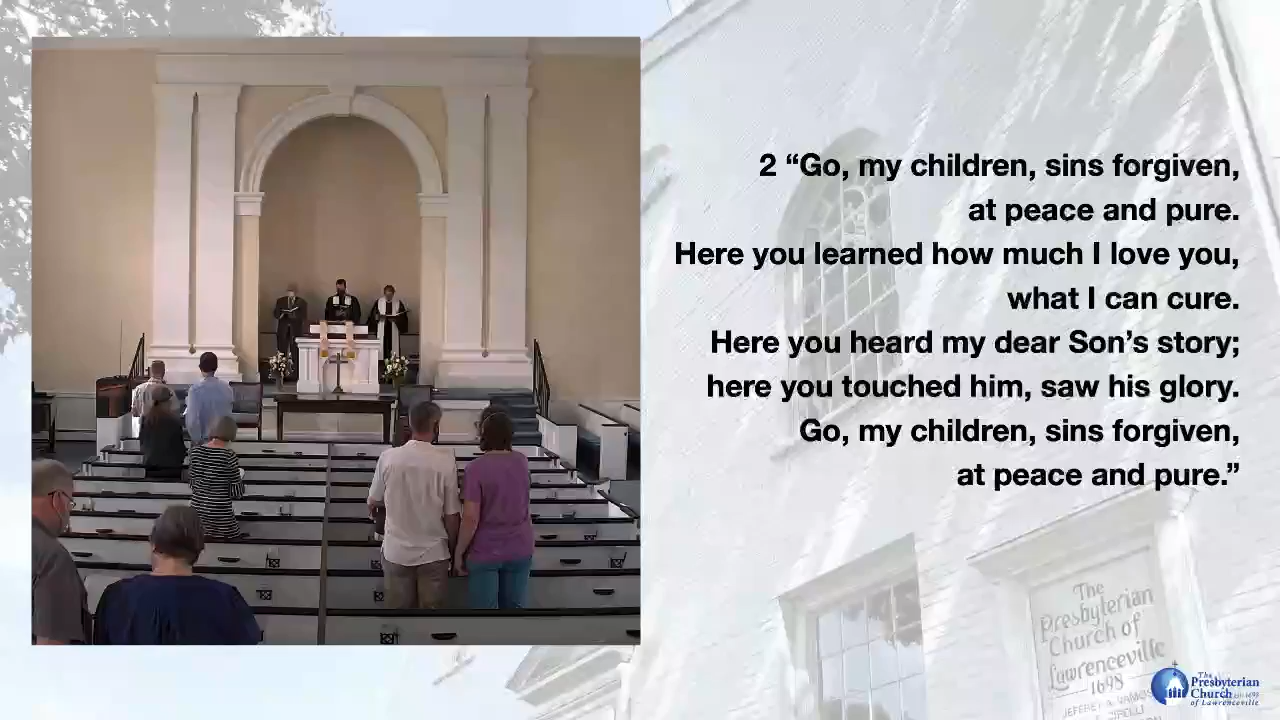 2 “Go, my children, sins forgiven,
at peace and pure.
Here you learned how much I love you,
what I can cure.
Here you heard my dear Son’s story;
here you touched him, saw his glory.
Go, my children, sins forgiven,
at peace and pure.”
The
Presbyterian
Church of
Lawrenceville
1698
JEFFREY A. VAMOS
The
Presbyterian
Church
of Lawrenceville